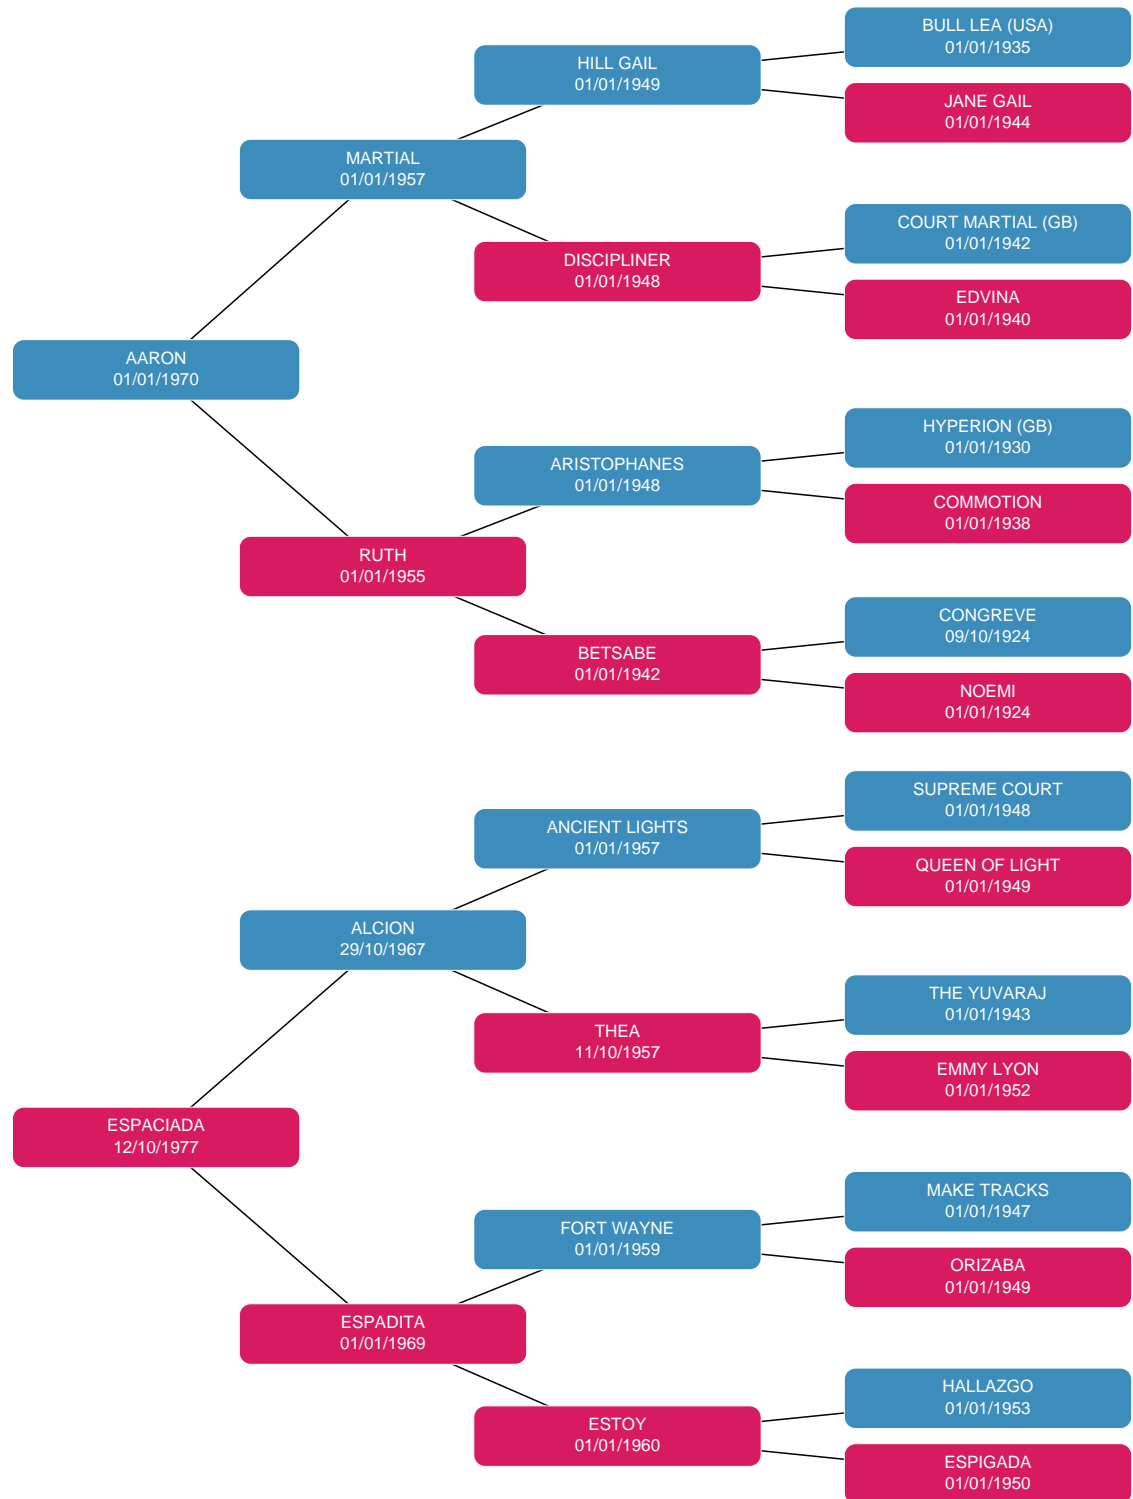 BULL LEA (USA)
01/01/1935
HILL GAIL
01/01/1949
JANE GAIL
01/01/1944
MARTIAL
01/01/1957
COURT MARTIAL (GB)
01/01/1942
DISCIPLINER
01/01/1948
EDVINA
01/01/1940
AARON
01/01/1970
HYPERION (GB)
01/01/1930
ARISTOPHANES
01/01/1948
COMMOTION
01/01/1938
RUTH
01/01/1955
CONGREVE
09/10/1924
BETSABE
01/01/1942
NOEMI
01/01/1924
SUPREME COURT
01/01/1948
ANCIENT LIGHTS
01/01/1957
QUEEN OF LIGHT
01/01/1949
ALCION
29/10/1967
THE YUVARAJ
01/01/1943
THEA
11/10/1957
EMMY LYON
01/01/1952
ESPACIADA
12/10/1977
MAKE TRACKS
01/01/1947
FORT WAYNE
01/01/1959
ORIZABA
01/01/1949
ESPADITA
01/01/1969
HALLAZGO
01/01/1953
ESTOY
01/01/1960
ESPIGADA
01/01/1950